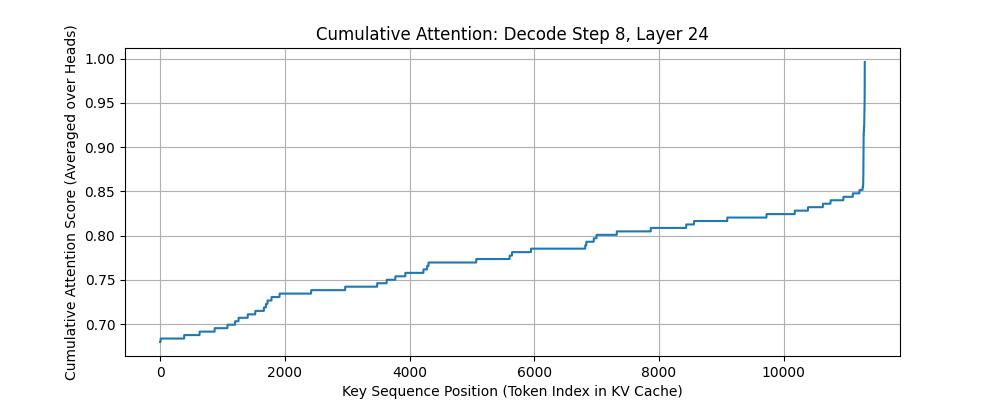 Cumulative Attention: Decode Step 8, Layer 24
Cumulative Attention Score (Averaged over Heads)
1.00
0.95
0.90
0.85
0.80
0.75
0.70
0 2000 4000 6000 8000 10000
Key Sequence Position (Token Index in KV Cache)